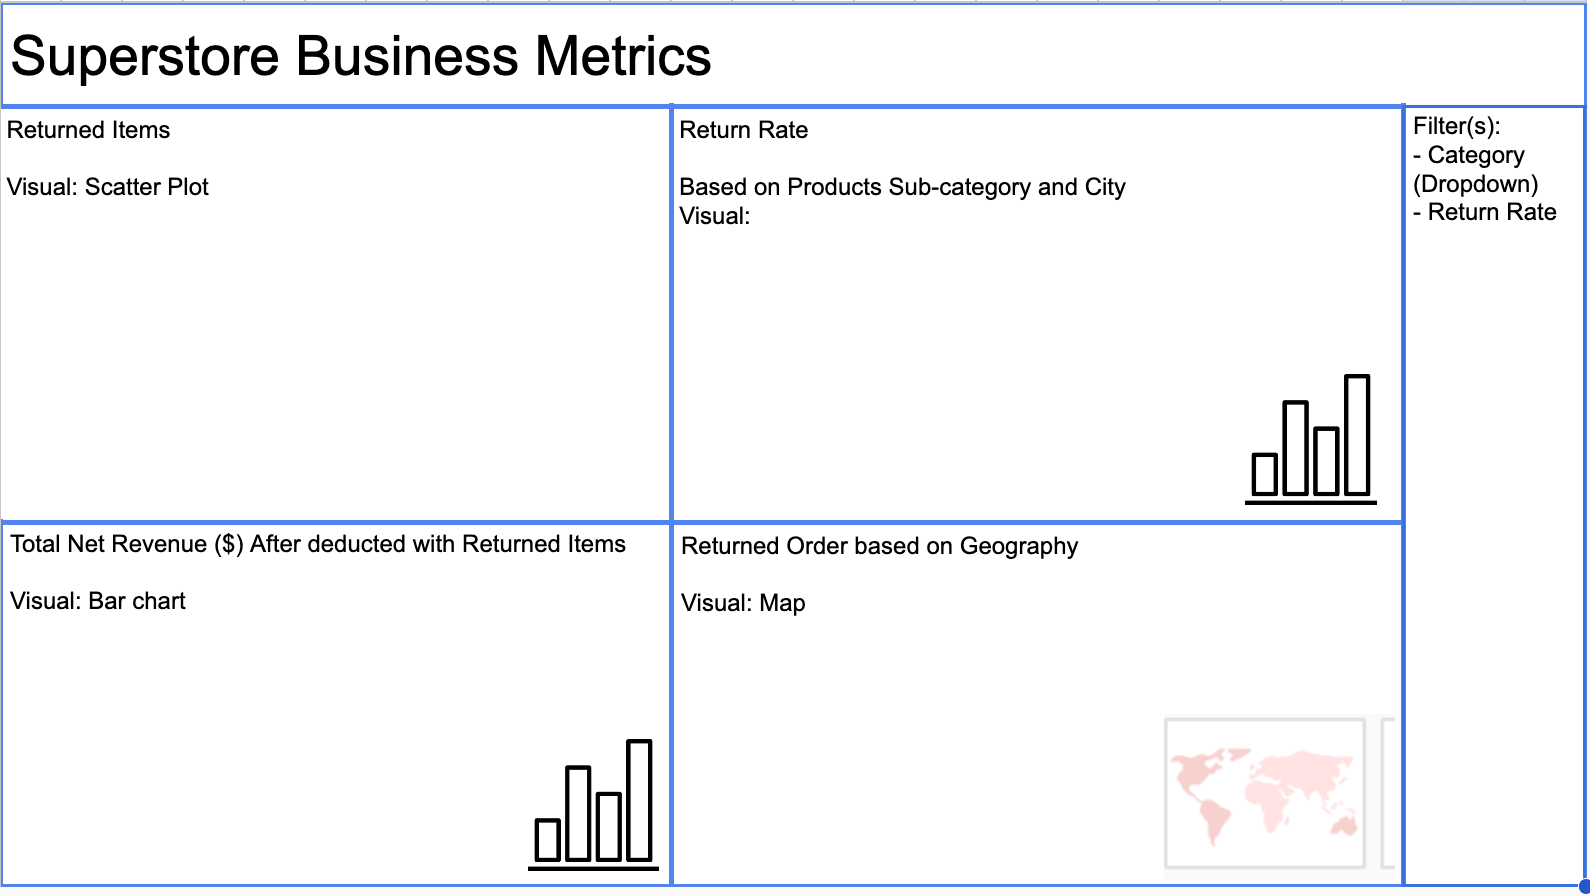 Superstore Business Metrics
Returned Items
Visual: Scatter Plot
Return Rate
Based on Products Sub-category and City
Visual:
Filter(s):
- Category
(Dropdown)
- Return Rate
Total Net Revenue ($) After deducted with Returned Items
Visual: Bar chart
Returned Order based on Geography
Visual: Map